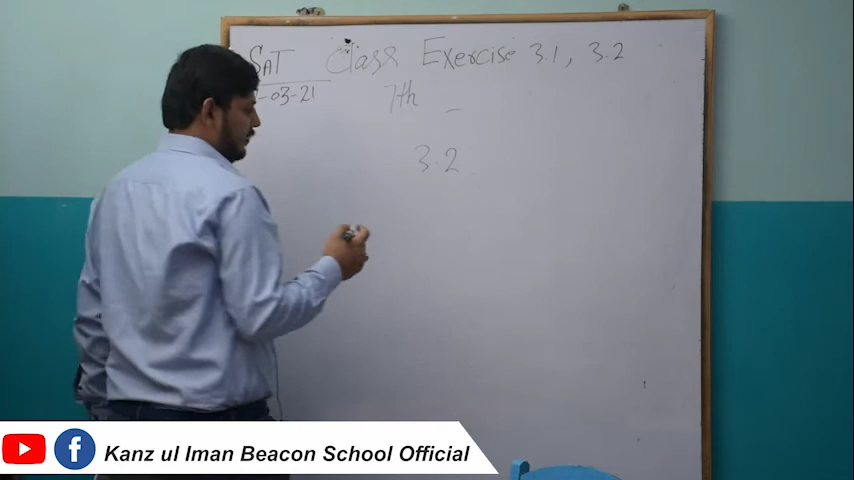 SAT Class Exercise 3.1, 3.2
-03-21 7th
3.2
Kanz ul Iman Beacon School Official